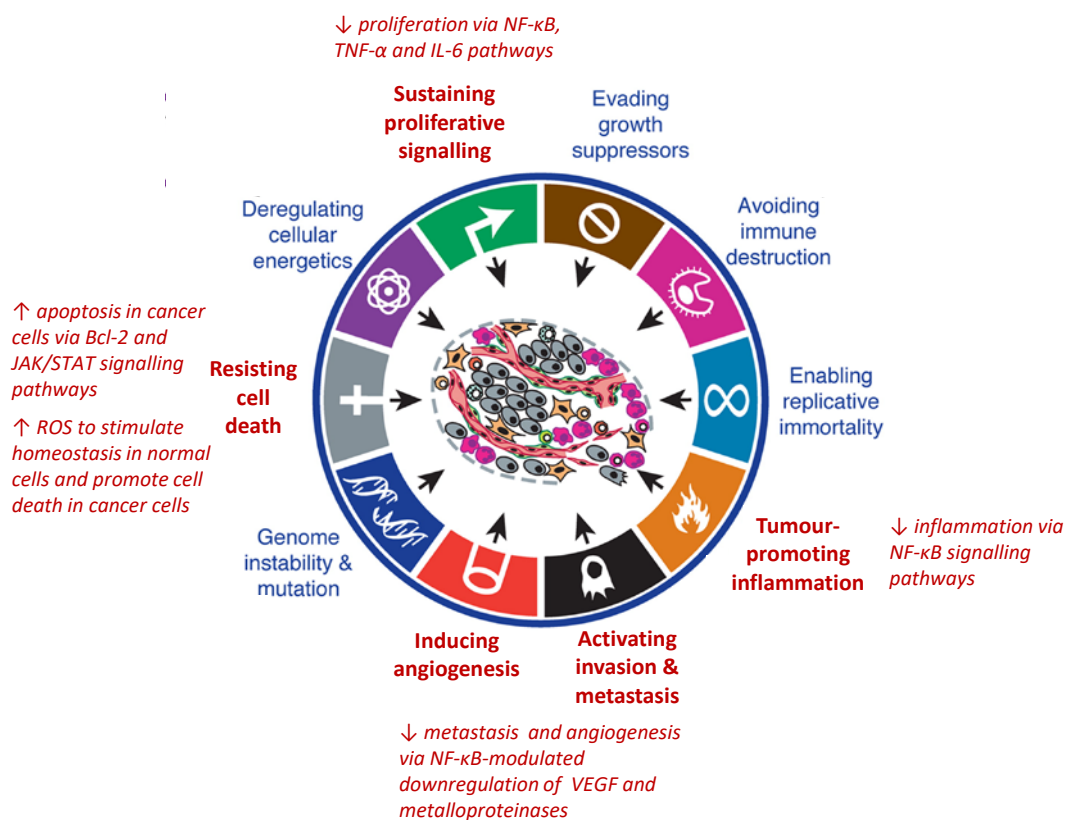 ↓ proliferation via NF-κB,
TNF-α and IL-6 pathways
Sustaining
proliferative
signalling
Evading
growth
suppressors
Deregulating
cellular
energetics
Avoiding
immune
destruction
↑ apoptosis in cancer
cells via Bcl-2 and
JAK/STAT signalling
pathways
↑ ROS to stimulate
homeostasis in normal
cells and promote cell
death in cancer cells
Resisting
cell
death
Enabling
replicative
immortality
Genome
instability &
mutation
Tumour-
promoting
inflammation
↓ inflammation via
NF-κB signalling
pathways
Inducing
angiogenesis
Activating
invasion &
metastasis
↓ metastasis and angiogenesis
via NF-κB-modulated
downregulation of VEGF and
metalloproteinases